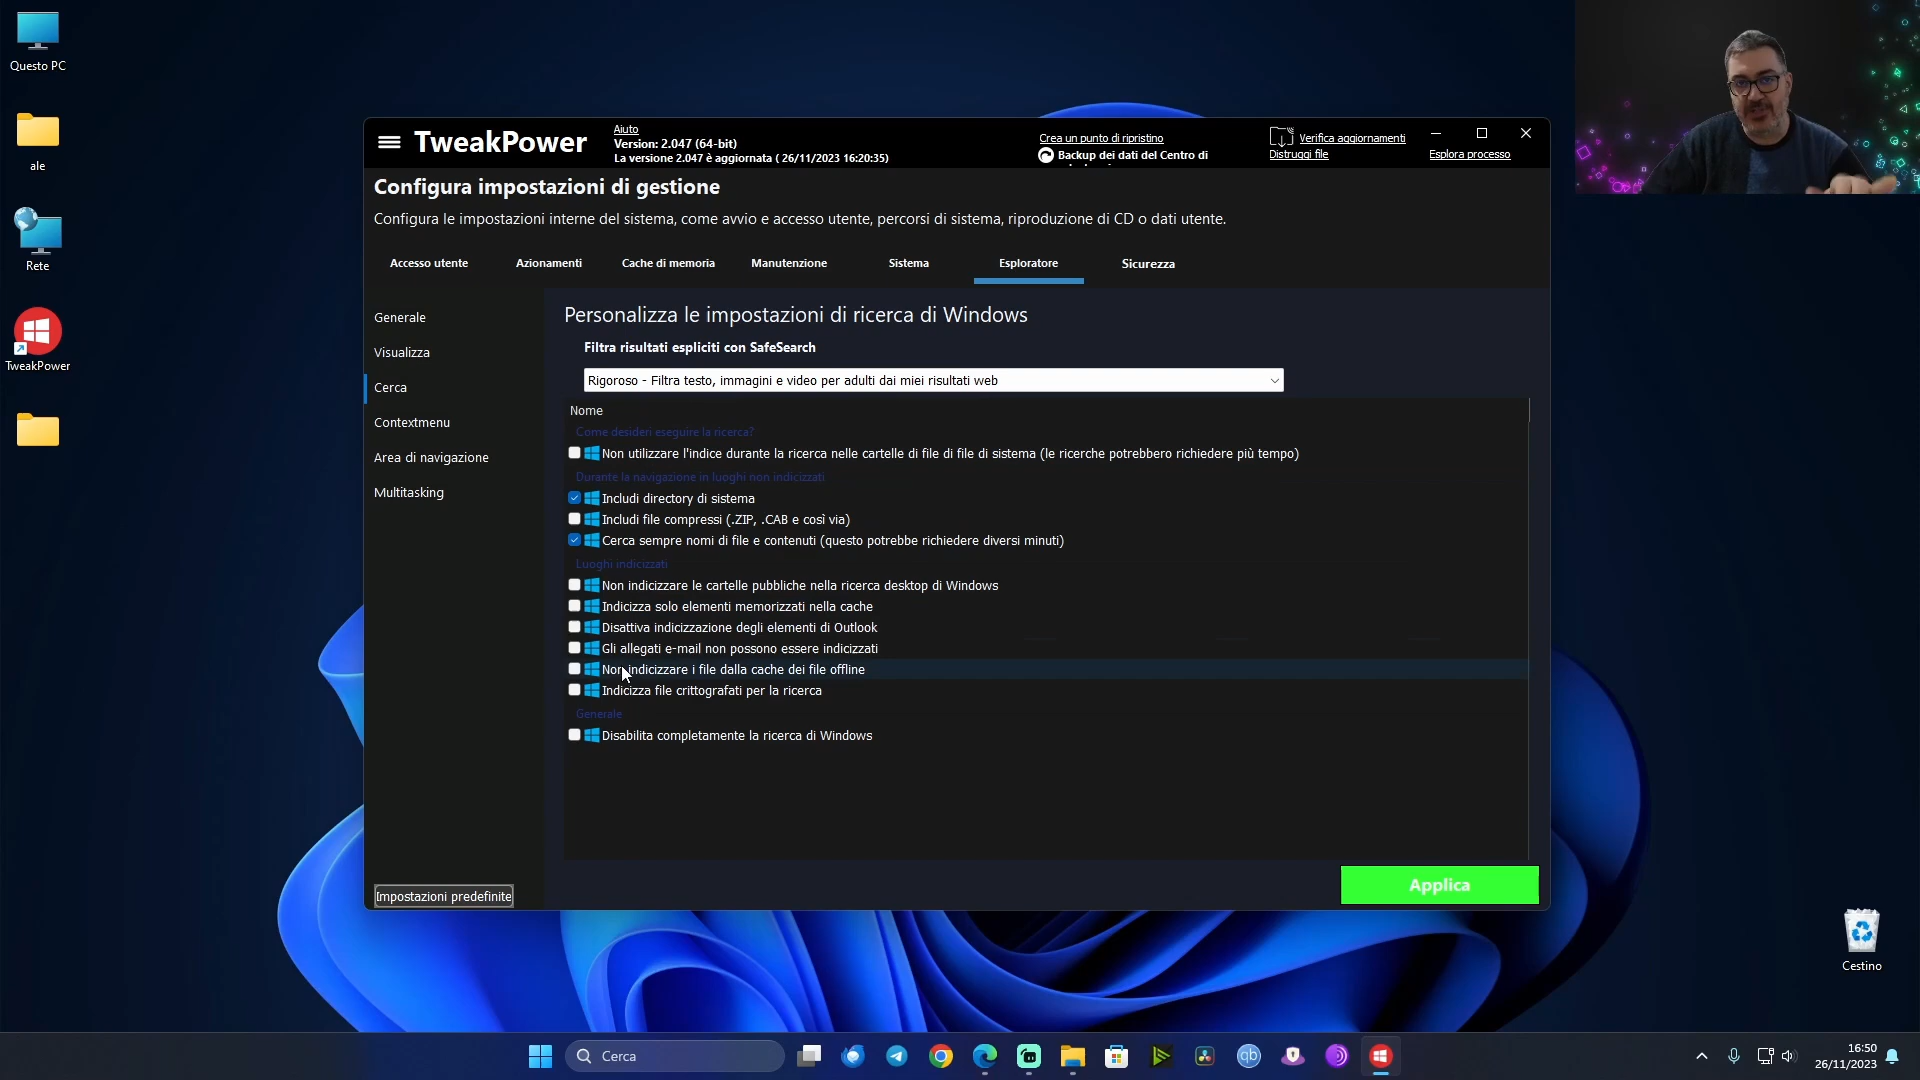 Questo PC
ale
Rete
TweakPower
TweakPower
Aiuto
Version: 2.047 (64-bit)
La versione 2.047 è aggiornata ( 26/11/2023 16:20:35)
Crea un punto di ripristino
Backup dei dati del Centro di
Verifica aggiornamenti
Distruggi file
Esplora processo
Configura impostazioni di gestione
Configura le impostazioni interne del sistema, come avvio e accesso utente, percorsi di sistema, riproduzione di CD o dati utente.
Accesso utente
Azionamenti
Cache di memoria
Manutenzione
Sistema
Esploratore
Sicurezza
Generale
Visualizza
Cerca
Contextmenu
Area di navigazione
Multitasking
Impostazioni predefinite
Personalizza le impostazioni di ricerca di Windows
Filtra risultati espliciti con SafeSearch
Rigoroso - Filtra testo, immagini e video per adulti dai miei risultati web
Nome
Come desideri eseguire la ricerca?
Non utilizzare l'indice durante la ricerca nelle cartelle di file di file di sistema (le ricerche potrebbero richiedere più tempo)
Durante la navigazione in luoghi non indicizzati
Includi directory di sistema
Includi file compressi (.ZIP, .CAB e così via)
Cerca sempre nomi di file e contenuti (questo potrebbe richiedere diversi minuti)
Luoghi indicizzati
Non indicizzare le cartelle pubbliche nella ricerca desktop di Windows
Indicizza solo elementi memorizzati nella cache
Disattiva indicizzazione degli elementi di Outlook
Gli allegati e-mail non possono essere indicizzati
Non indicizzare i file dalla cache dei file offline
Indicizza file crittografati per la ricerca
Generale
Disabilita completamente la ricerca di Windows
Applica
Cestino
Cerca
qb
16:50
26/11/2023